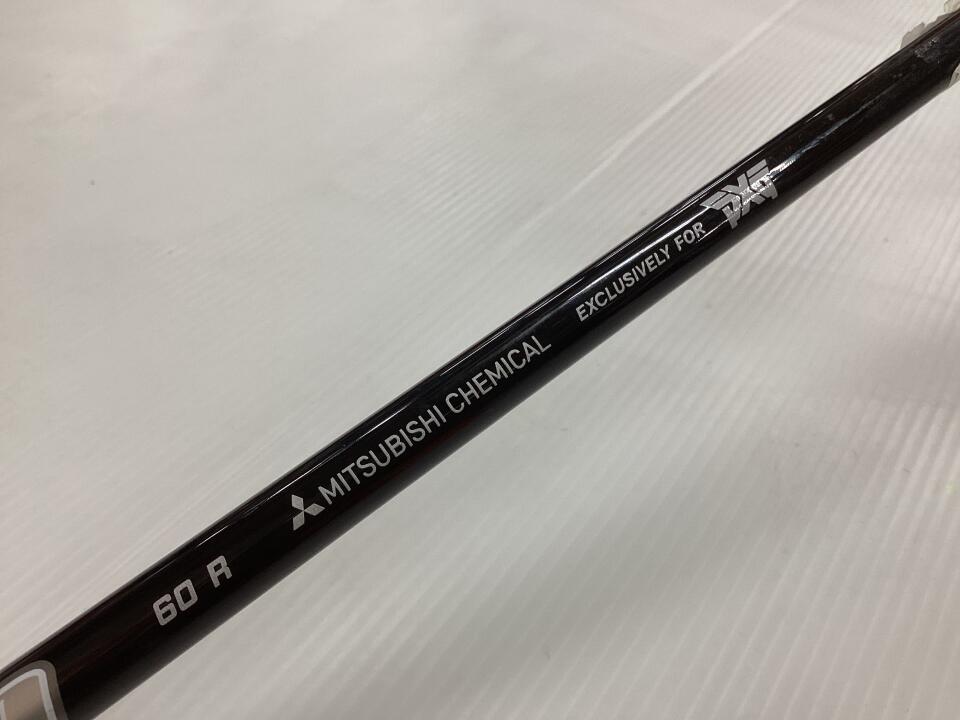 60 R MITSUBISHI CHEMICAL EXCLUSIVELY FOR PXG